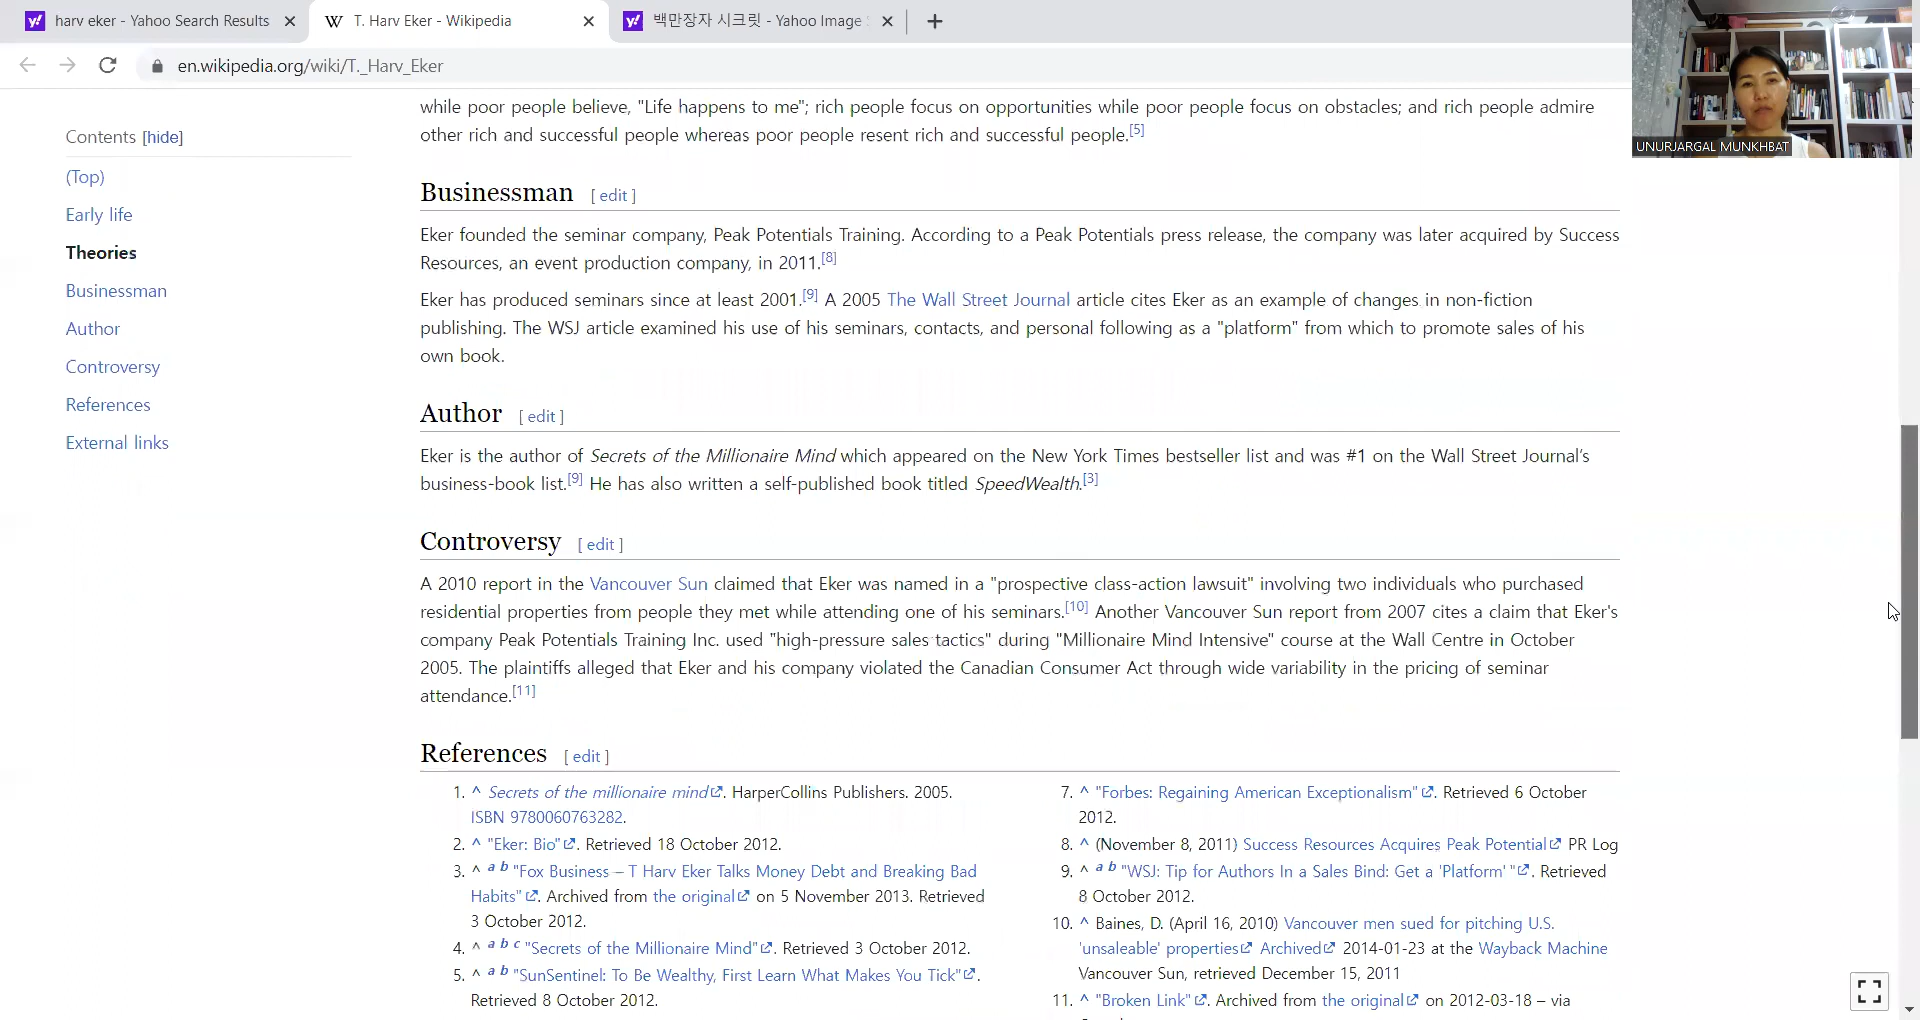 harv eker - Yahoo Search Results
T. Harv Eker - Wikipedia
백만장자 시크릿 - Yahoo Image
en.wikipedia.org/wiki/T._Harv_Eker
UNURJARGAL MUNKHBAT
Contents [hide]
(Top)
Early life
Theories
Businessman
Author
Controversy
References
External links
while poor people believe, "Life happens to me"; rich people focus on opportunities while poor people focus on obstacles; and rich people admire
other rich and successful people whereas poor people resent rich and successful people.[5]
Businessman [ edit ]
Eker founded the seminar company, Peak Potentials Training. According to a Peak Potentials press release, the company was later acquired by Success
Resources, an event production company, in 2011.[8]
Eker has produced seminars since at least 2001.[9] A 2005 The Wall Street Journal article cites Eker as an example of changes in non-fiction
publishing. The WSJ article examined his use of his seminars, contacts, and personal following as a "platform" from which to promote sales of his
own book.
Author [ edit ]
Eker is the author of Secrets of the Millionaire Mind which appeared on the New York Times bestseller list and was #1 on the Wall Street Journal's
business-book list.[9] He has also written a self-published book titled SpeedWealth.[3]
Controversy [ edit ]
A 2010 report in the Vancouver Sun claimed that Eker was named in a "prospective class-action lawsuit" involving two individuals who purchased
residential properties from people they met while attending one of his seminars.[10] Another Vancouver Sun report from 2007 cites a claim that Eker's
company Peak Potentials Training Inc. used "high-pressure sales tactics" during "Millionaire Mind Intensive" course at the Wall Centre in October
2005. The plaintiffs alleged that Eker and his company violated the Canadian Consumer Act through wide variability in the pricing of seminar
attendance.[11]
References [ edit ]
1. ^ Secrets of the millionaire mind. HarperCollins Publishers. 2005.
ISBN 9780060763282.
2. ^ "Eker: Bio". Retrieved 18 October 2012.
3. ^ a b "Fox Business – T Harv Eker Talks Money Debt and Breaking Bad
Habits". Archived from the original on 5 November 2013. Retrieved
3 October 2012.
4. ^ a b c "Secrets of the Millionaire Mind". Retrieved 3 October 2012.
5. ^ a b "SunSentinel: To Be Wealthy, First Learn What Makes You Tick".
Retrieved 8 October 2012.
7. ^ "Forbes: Regaining American Exceptionalism". Retrieved 6 October
2012.
8. ^ (November 8, 2011) Success Resources Acquires Peak Potential PR Log
9. ^ a b "WSJ: Tip for Authors In a Sales Bind: Get a 'Platform' ". Retrieved
8 October 2012.
10. ^ Baines, D. (April 16, 2010) Vancouver men sued for pitching U.S.
'unsaleable' properties Archived 2014-01-23 at the Wayback Machine
Vancouver Sun, retrieved December 15, 2011
11. ^ "Broken Link". Archived from the original on 2012-03-18 – via